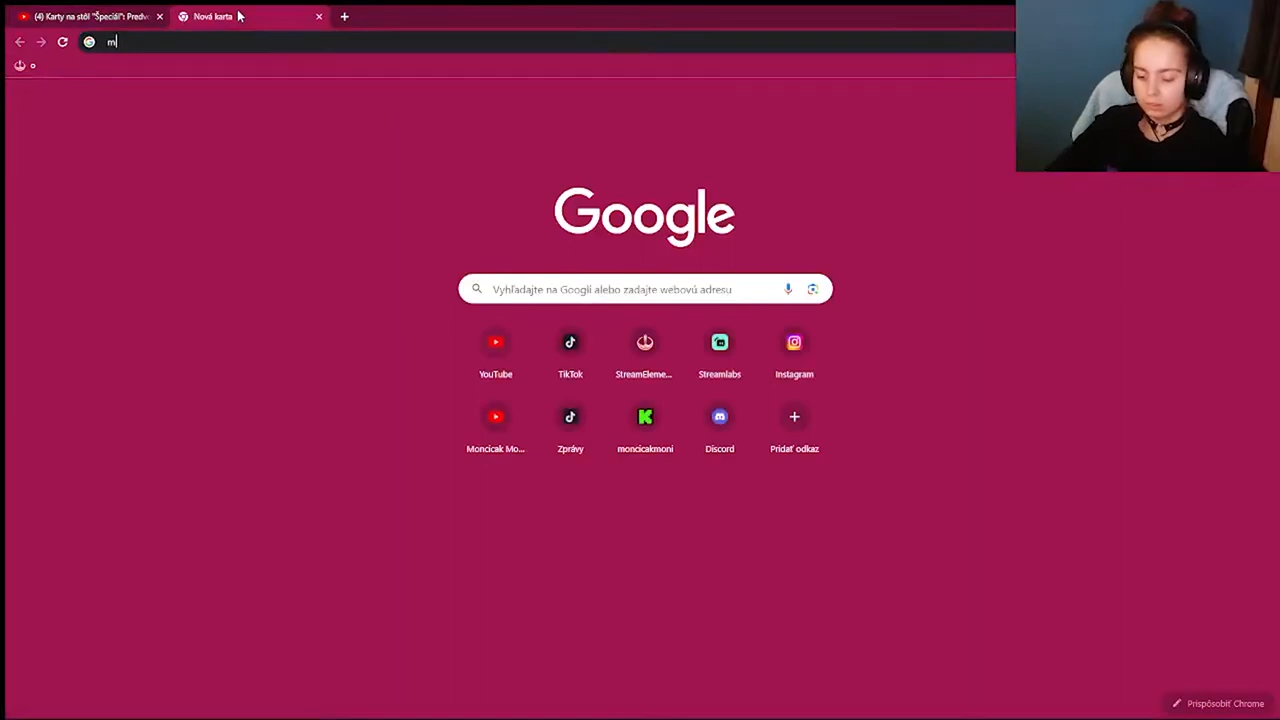 (4) Karty na stôl "Špeciál": Predvo
Nová karta
m
Google
Vyhľadajte na Googli alebo zadajte webovú adresu
YouTube
TikTok
StreamEleme...
Streamlabs
Instagram
Moncicak Mo...
Zprávy
moncicakmoni
Discord
Pridať odkaz
Prispôsobiť Chrome